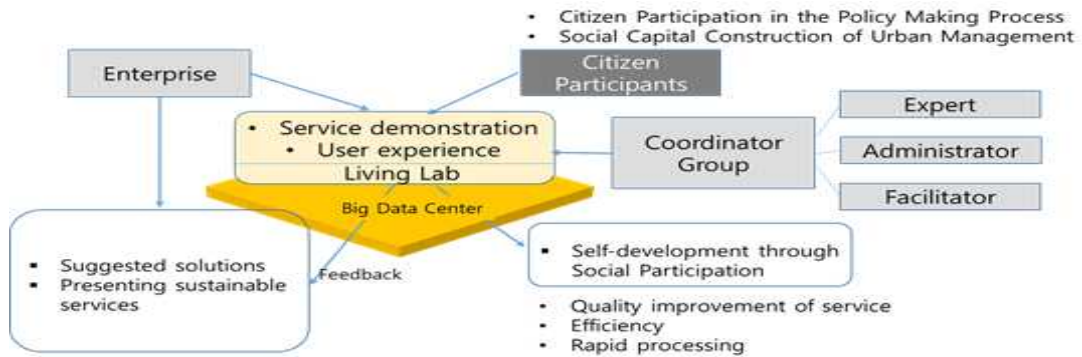 ▪ Citizen Participation in the Policy Making Process
▪ Social Capital Construction of Urban Management
Enterprise
Citizen
Participants
• Service demonstration
• User experience
Living Lab
Big Data Center
Coordinator
Group
Expert
Administrator
Facilitator
▪ Suggested solutions
▪ Presenting sustainable
services
Feedback
▪ Self-development through
Social Participation
• Quality improvement of service
• Efficiency
• Rapid processing